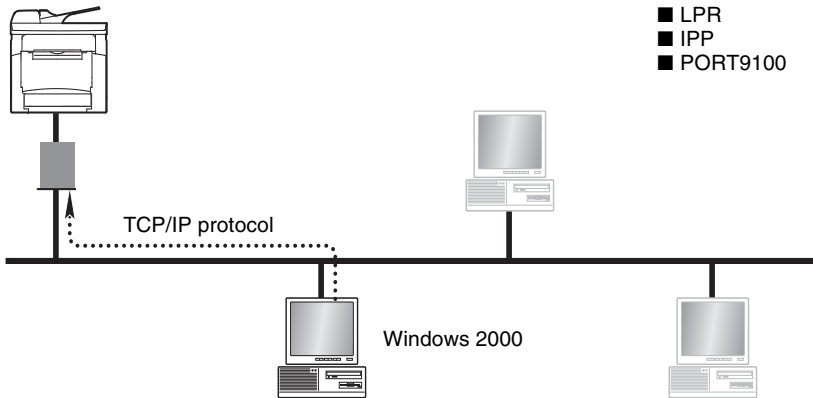 ■ LPR
■ IPP
■ PORT9100
TCP/IP protocol
Windows 2000